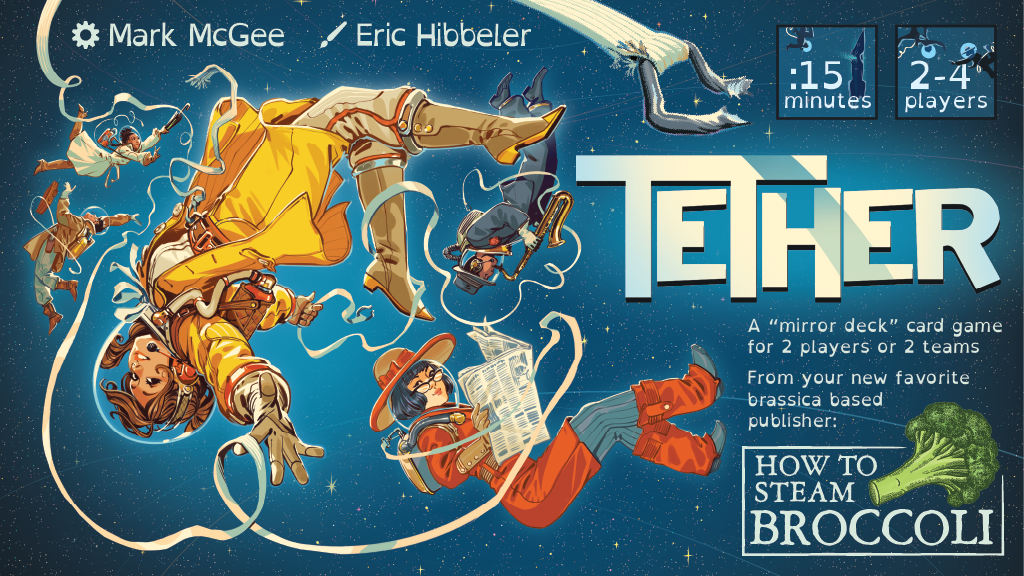 Mark McGee
Eric Hibbeler
:15
minutes
2-4
players
TETHER
A “mirror deck” card game
for 2 players or 2 teams
From your new favorite
brassica based
publisher:
HOW TO
STEAM
BROCCOLI